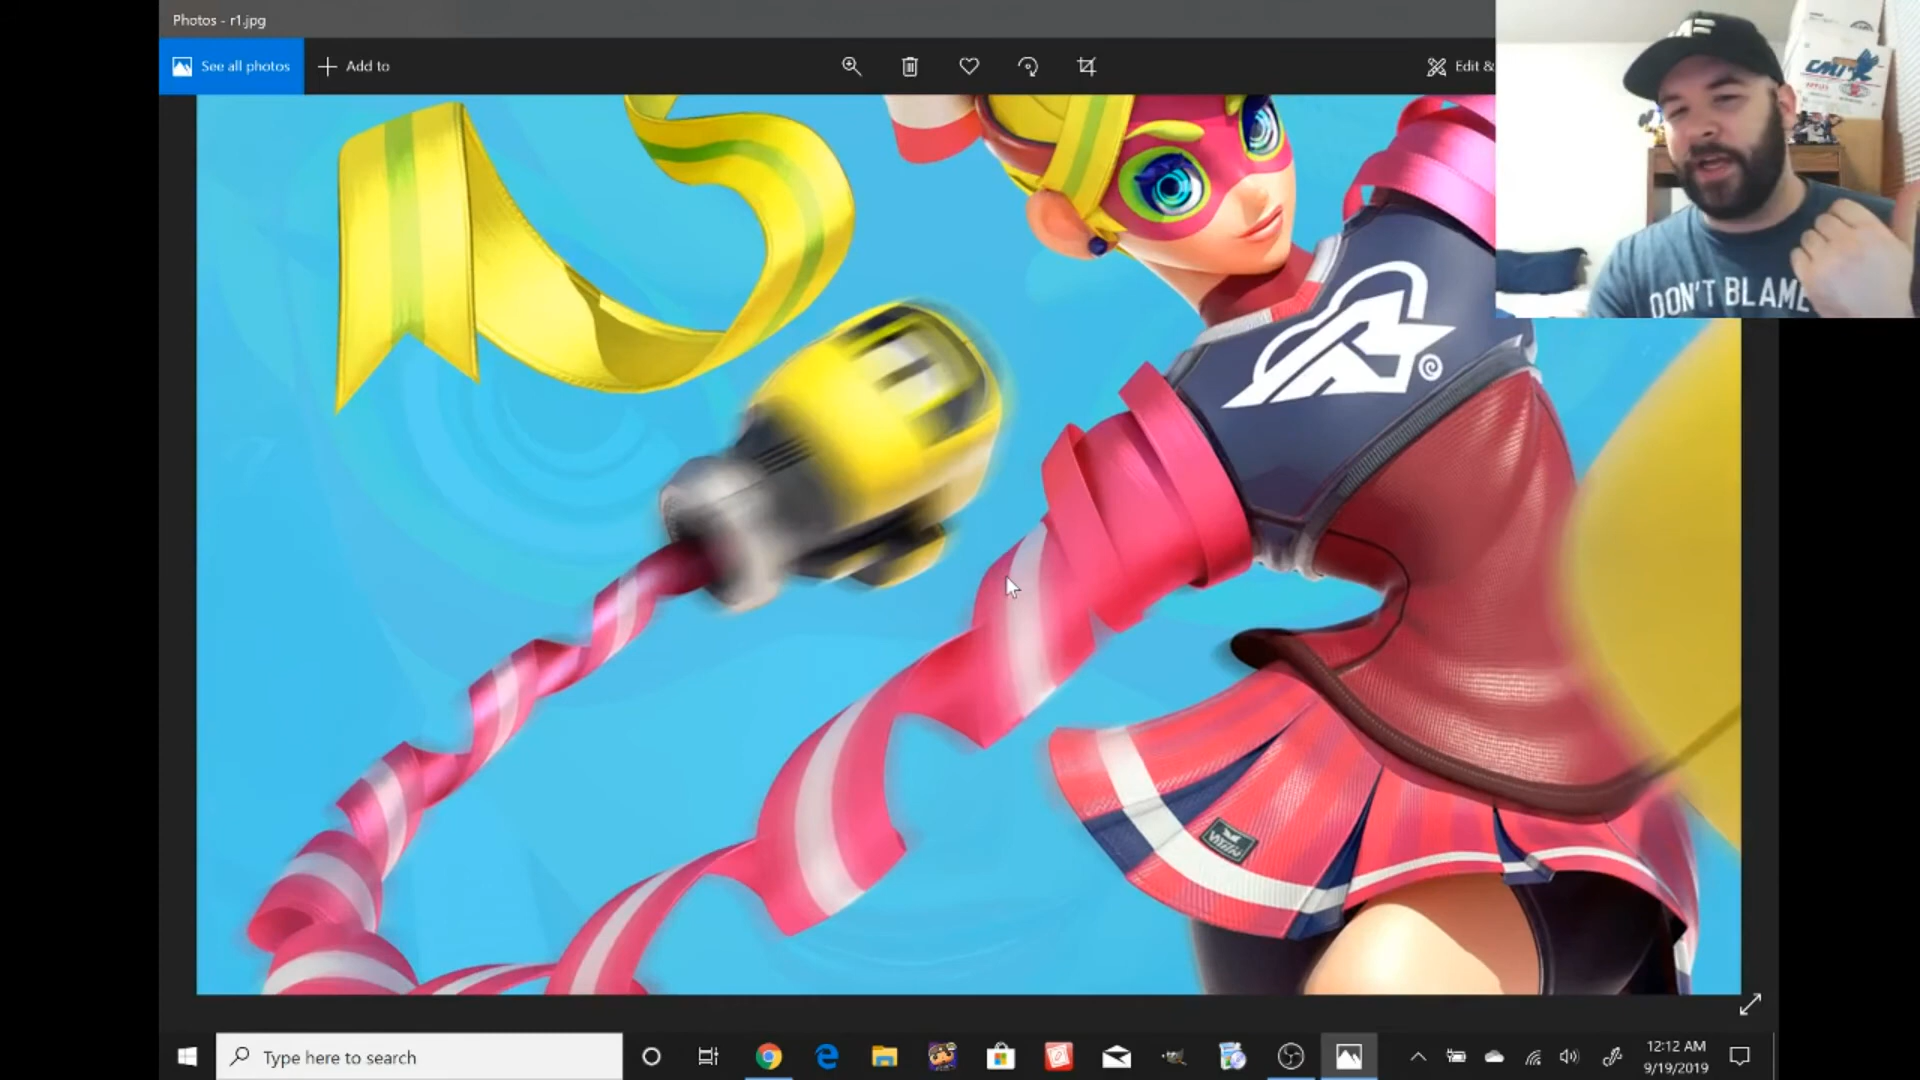 Photos - r1.jpg
See all photos
Add to
Edit &
CMI
DON'T BLAME
Type here to search
12:12 AM
9/19/2019